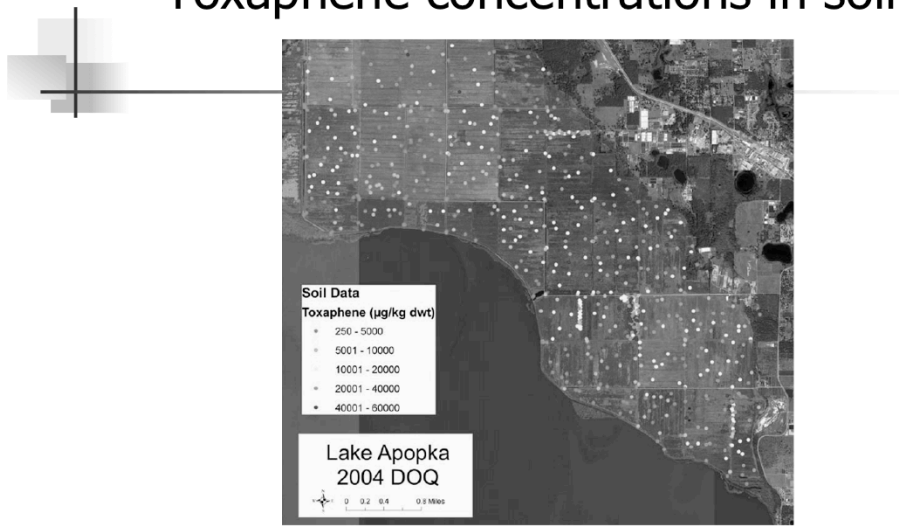 Toxaphene concentrations in soil
Soil Data
Toxaphene (µg/kg dwt)
250 - 5000
5001 - 10000
10001 - 20000
20001 - 40000
40001 - 60000
Lake Apopka
2004 DOQ
0 0.2 0.4 0.8 Miles